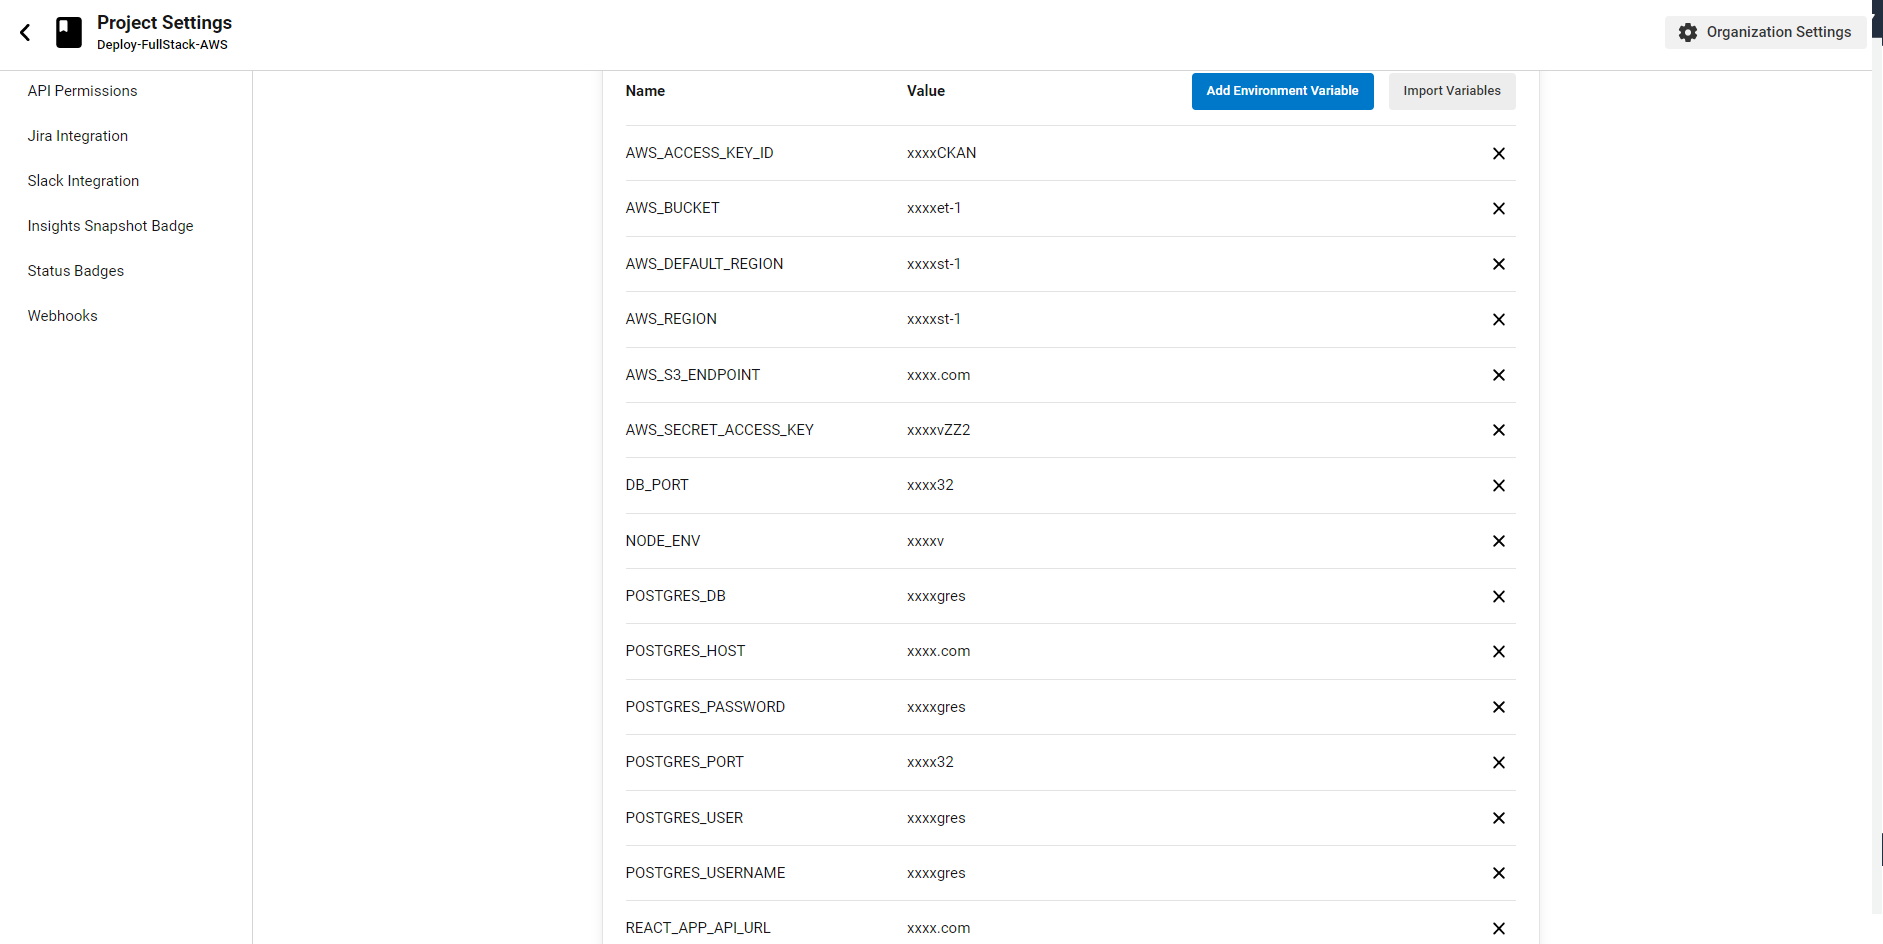 Project Settings
Deploy-FullStack-AWS
Organization Settings
API Permissions
Jira Integration
Slack Integration
Insights Snapshot Badge
Status Badges
Webhooks
Name Value Add Environment Variable Import Variables
AWS_ACCESS_KEY_ID xxxxCKAN
AWS_BUCKET xxxxet-1
AWS_DEFAULT_REGION xxxxst-1
AWS_REGION xxxxst-1
AWS_S3_ENDPOINT xxxx.com
AWS_SECRET_ACCESS_KEY xxxxvZZ2
DB_PORT xxxx32
NODE_ENV xxxxv
POSTGRES_DB xxxxgres
POSTGRES_HOST xxxx.com
POSTGRES_PASSWORD xxxxgres
POSTGRES_PORT xxxx32
POSTGRES_USER xxxxgres
POSTGRES_USERNAME xxxxgres
REACT_APP_API_URL xxxx.com